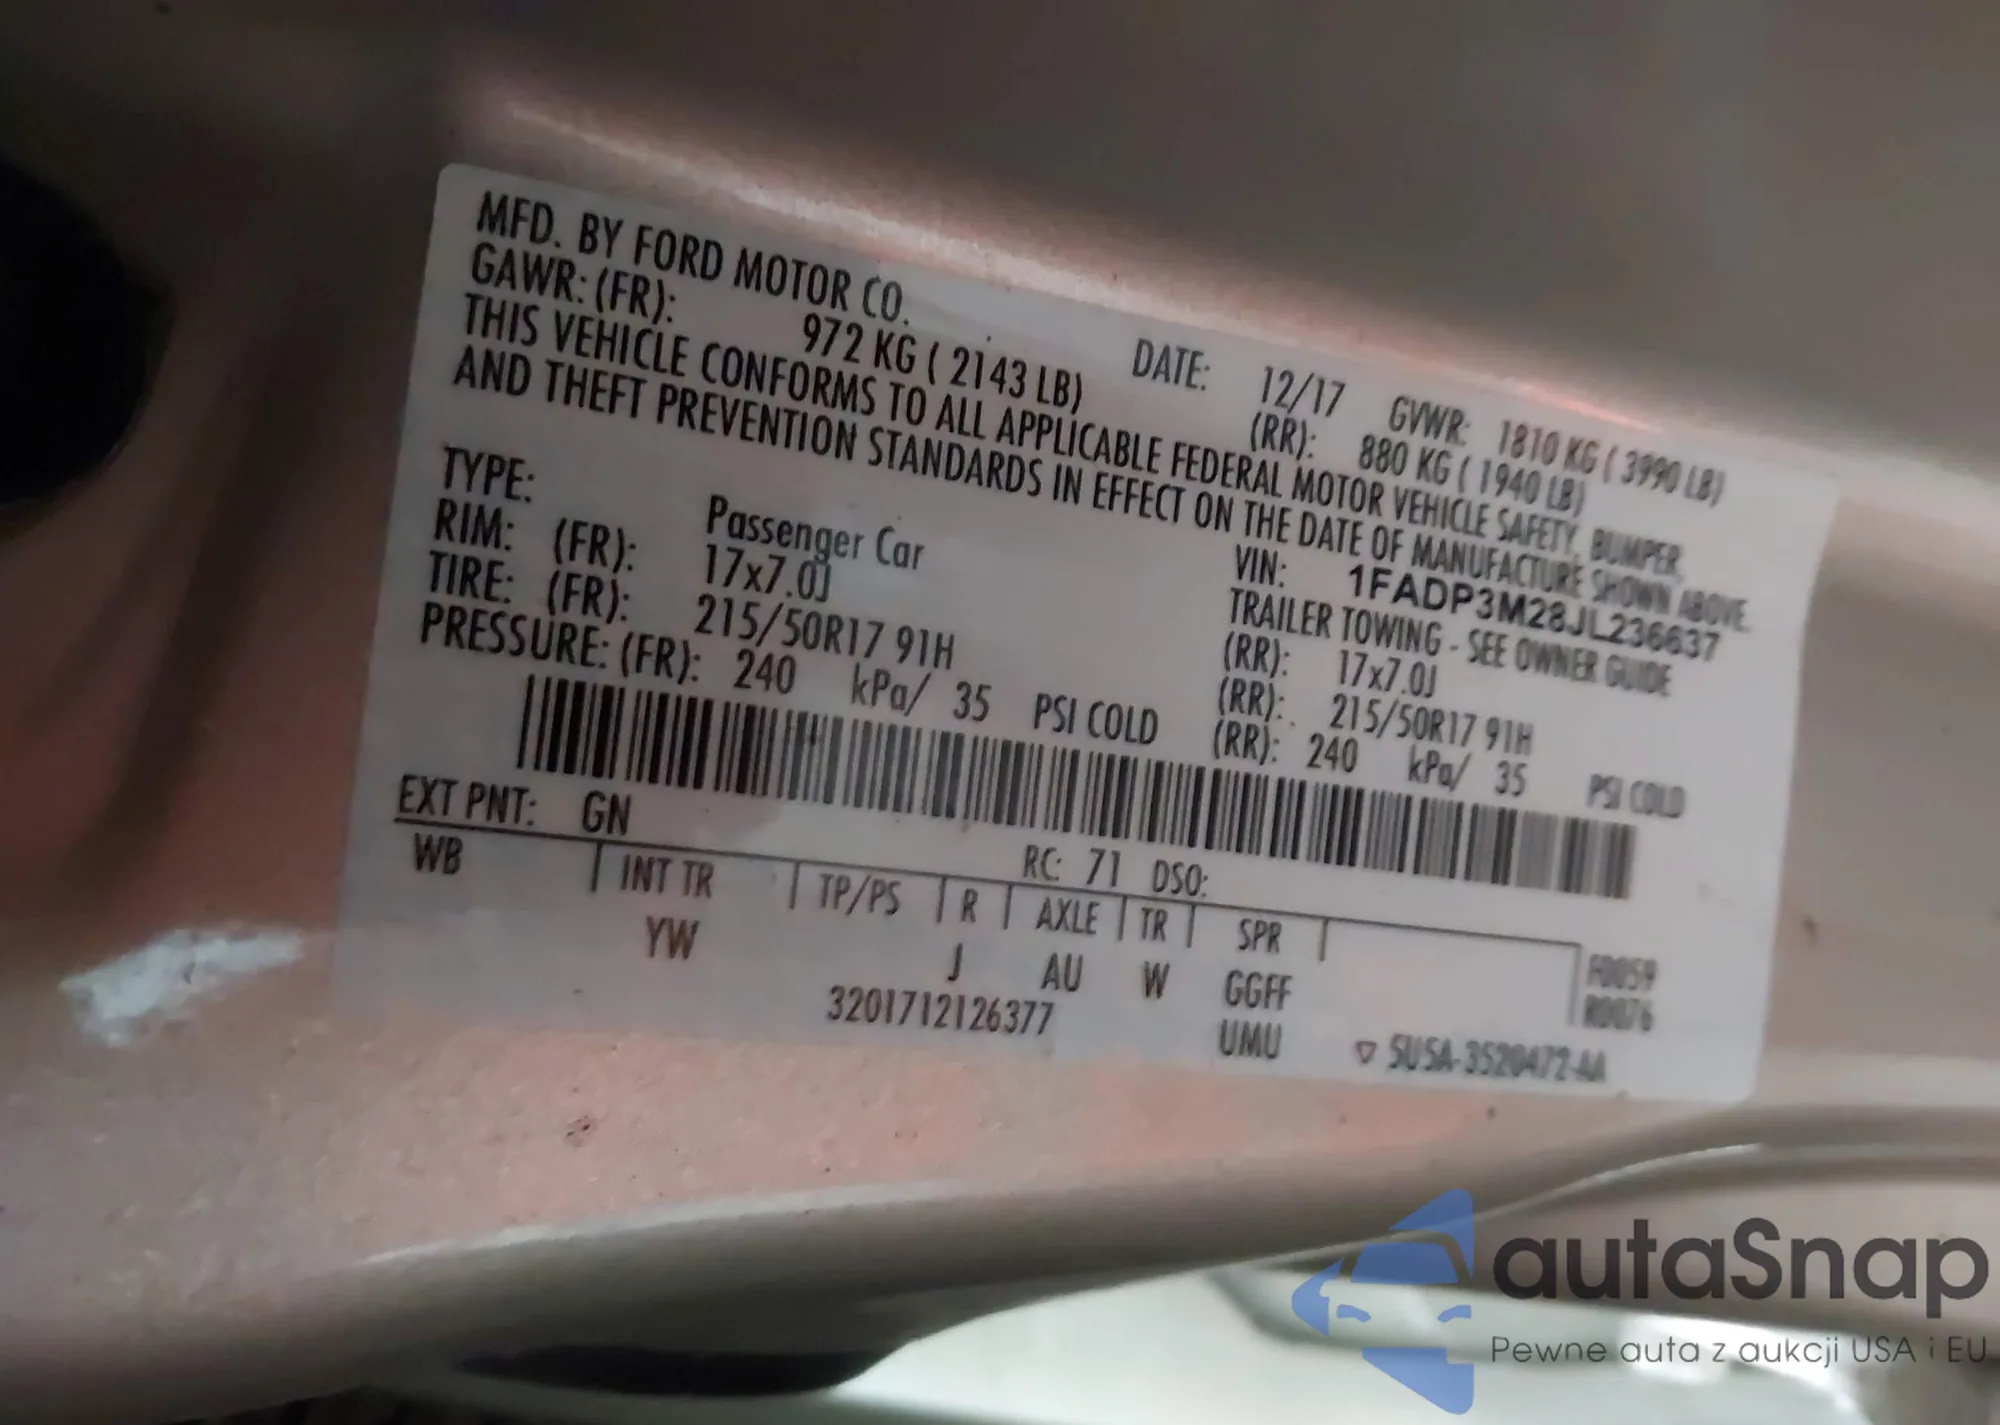 MFD. BY FORD MOTOR CO.
DATE: 12/17 GVWR: 1810 KG ( 3990 LB)
GAWR: (FR): 972 KG ( 2143 LB) (RR): 880 KG ( 1940 LB)
THIS VEHICLE CONFORMS TO ALL APPLICABLE FEDERAL MOTOR VEHICLE SAFETY, BUMPER,
AND THEFT PREVENTION STANDARDS IN EFFECT ON THE DATE OF MANUFACTURE SHOWN ABOVE.
VIN: 1FADP3M28JL236637
TYPE: Passenger Car TRAILER TOWING - SEE OWNER GUIDE
RIM: (FR): 17x7.0J (RR): 17x7.0J
TIRE: (FR): 215/50R17 91H (RR): 215/50R17 91H
PRESSURE: (FR): 240 kPa/ 35 PSI COLD (RR): 240 kPa/ 35 PSI COLD
EXT PNT: GN RC: 71 DSO:
WB INT TR TP/PS R AXLE TR SPR F0059
YW J AU W GGFF R0076
3201712126377 UMU ▽ 5U5A-3520472-AA
autaSnap
Pewne auta z aukcji USA i EU